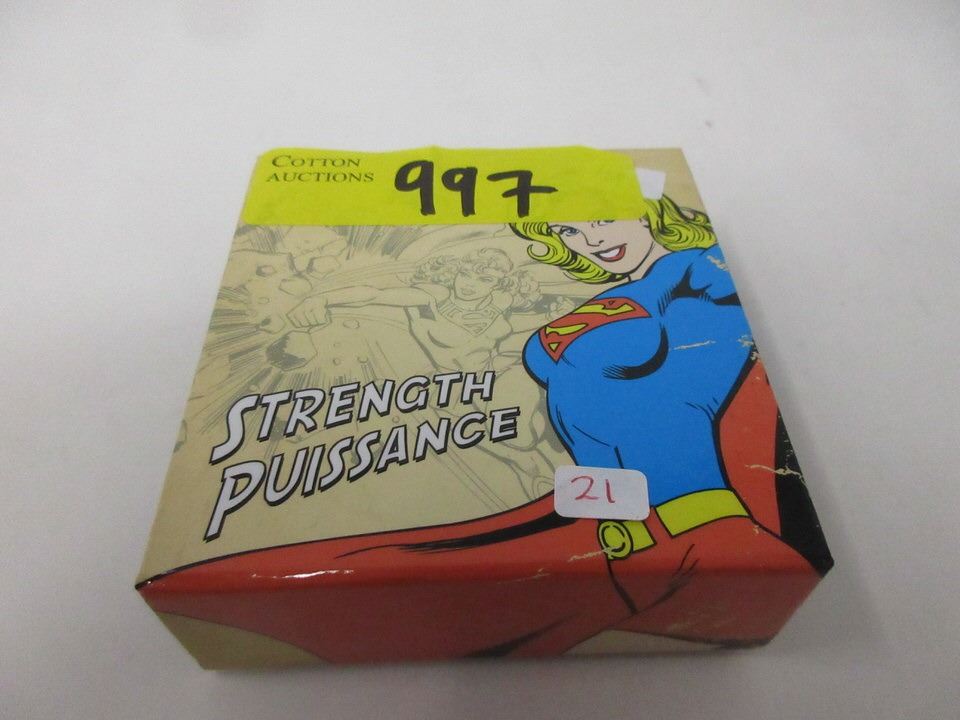 COTTON
AUCTIONS
997
STRENGTH
PUISSANCE
21